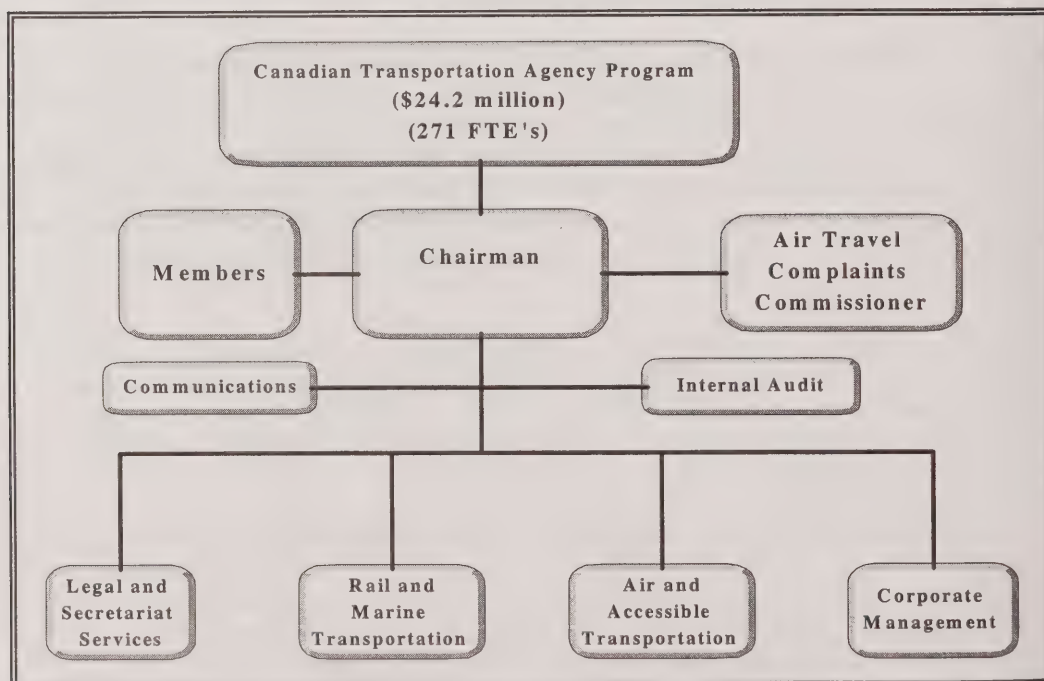 Canadian Transportation Agency Program
($24.2 million)
(271 FTE's)
Members
Chairman
Air Travel
Complaints
Commissioner
Communications
Internal Audit
Legal and
Secretariat
Services
Rail and
Marine
Transportation
Air and
Accessible
Transportation
Corporate
Management